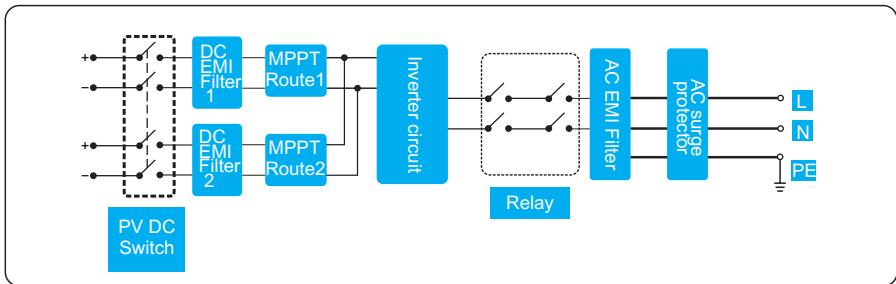 +
DC
EMI
Filter
1
MPPT
Route1
−
+
DC
EMI
Filter
2
MPPT
Route2
−
PV DC
Switch
Inverter circuit
Relay
AC EMI Filter
AC surge
protector
L
N
PE